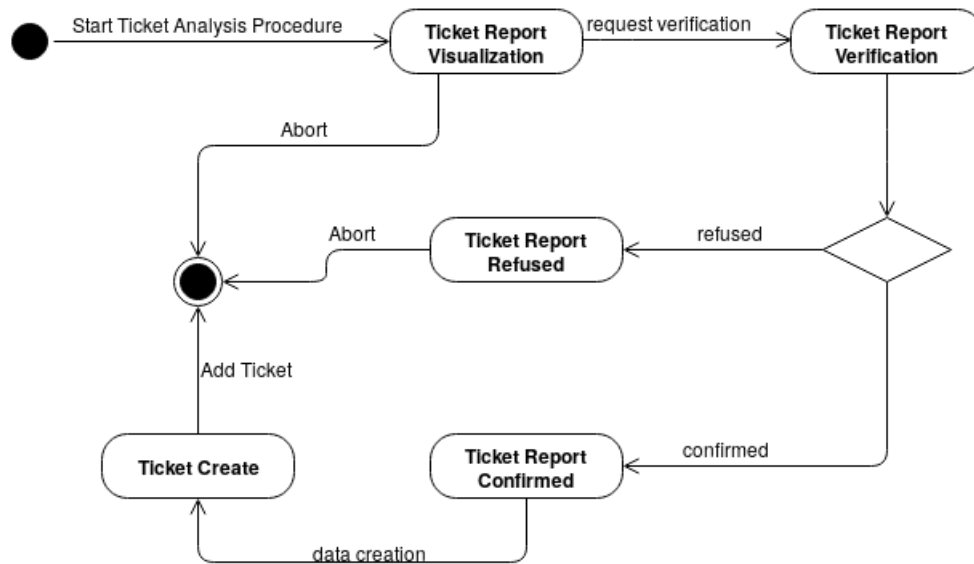 Start Ticket Analysis Procedure
Ticket Report
Visualization
request verification
Ticket Report
Verification
Abort
Abort
Ticket Report
Refused
refused
Add Ticket
Ticket Create
Ticket Report
Confirmed
confirmed
data creation